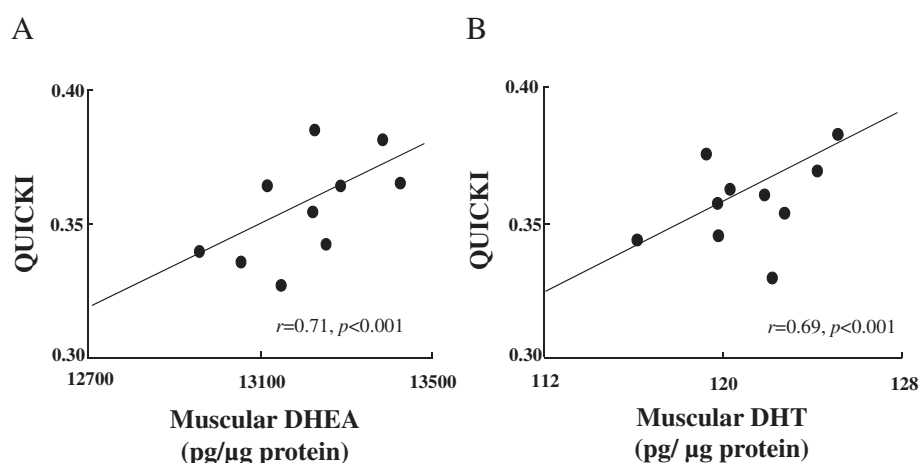 A
B
0.40
0.35
0.30
QUICKI
r=0.71, p<0.001
12700
13100
13500
Muscular DHEA
(pg/µg protein)
0.40
0.35
0.30
QUICKI
r=0.69, p<0.001
112
120
128
Muscular DHT
(pg/ µg protein)